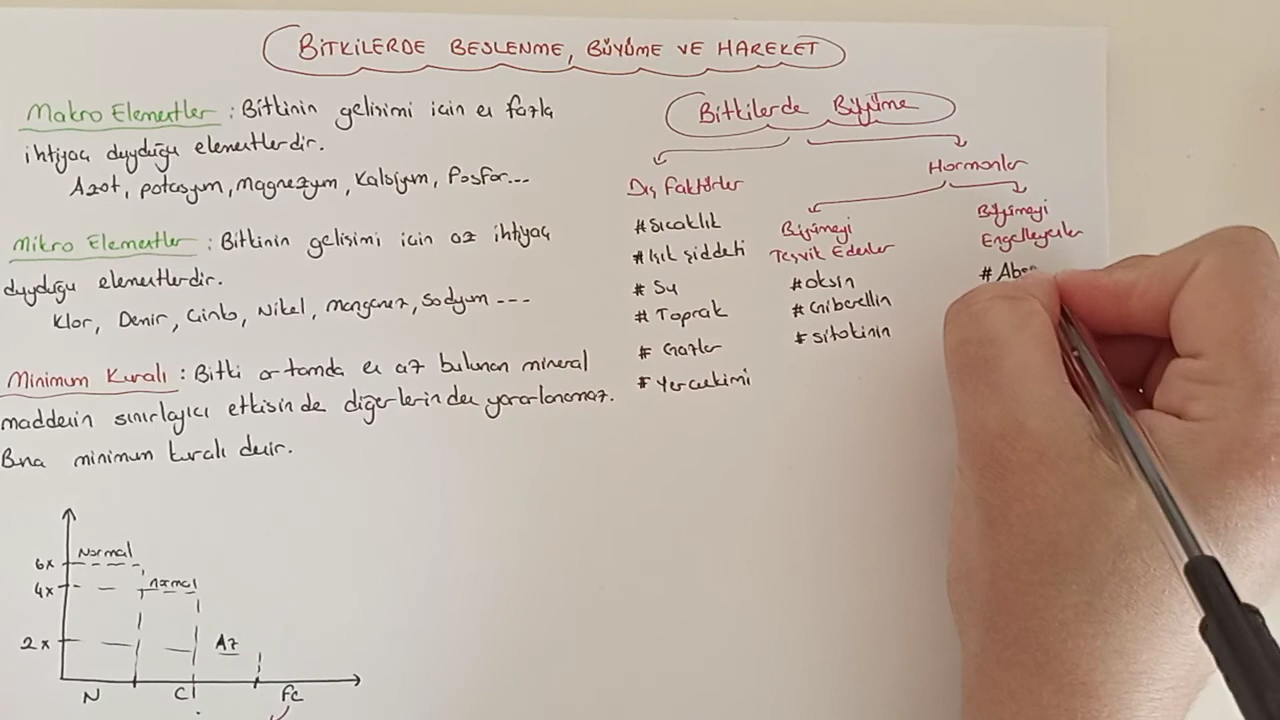 BİTKİLERDE BESLENME, BÜYÜME VE HAREKET
Makro Elementler : Bitkinin gelişimi için en fazla
ihtiyaç duyduğu elementlerdir.
Azot, potasyum, magnezyum, Kalsiyum, Fosfor...
Mikro Elementler : Bitkinin gelişimi için az ihtiyaç
duyduğu elementlerdir.
Klor, Demir, Çinko, Nikel, manganez, Sodyum ---
Minimum Kuralı : Bitki ortamda en az bulunan mineral
maddenin sınırlayıcı etkisinde diğerlerinden yararlanamaz.
Buna minimum kuralı denir.
6x Normal
4x normal
2x Az
N Cl Fe
Bitkilerde Büyüme
Dış Faktörler
#Sıcaklık
#Işık şiddeti
# Su
# Toprak
# Gazlar
# Yerçekimi
Hormonlar
Büyümeyi
Teşvik Edenler
#oksin
#Giberellin
#sitokinin
Büyümeyi
Engelleyenler
#Abs